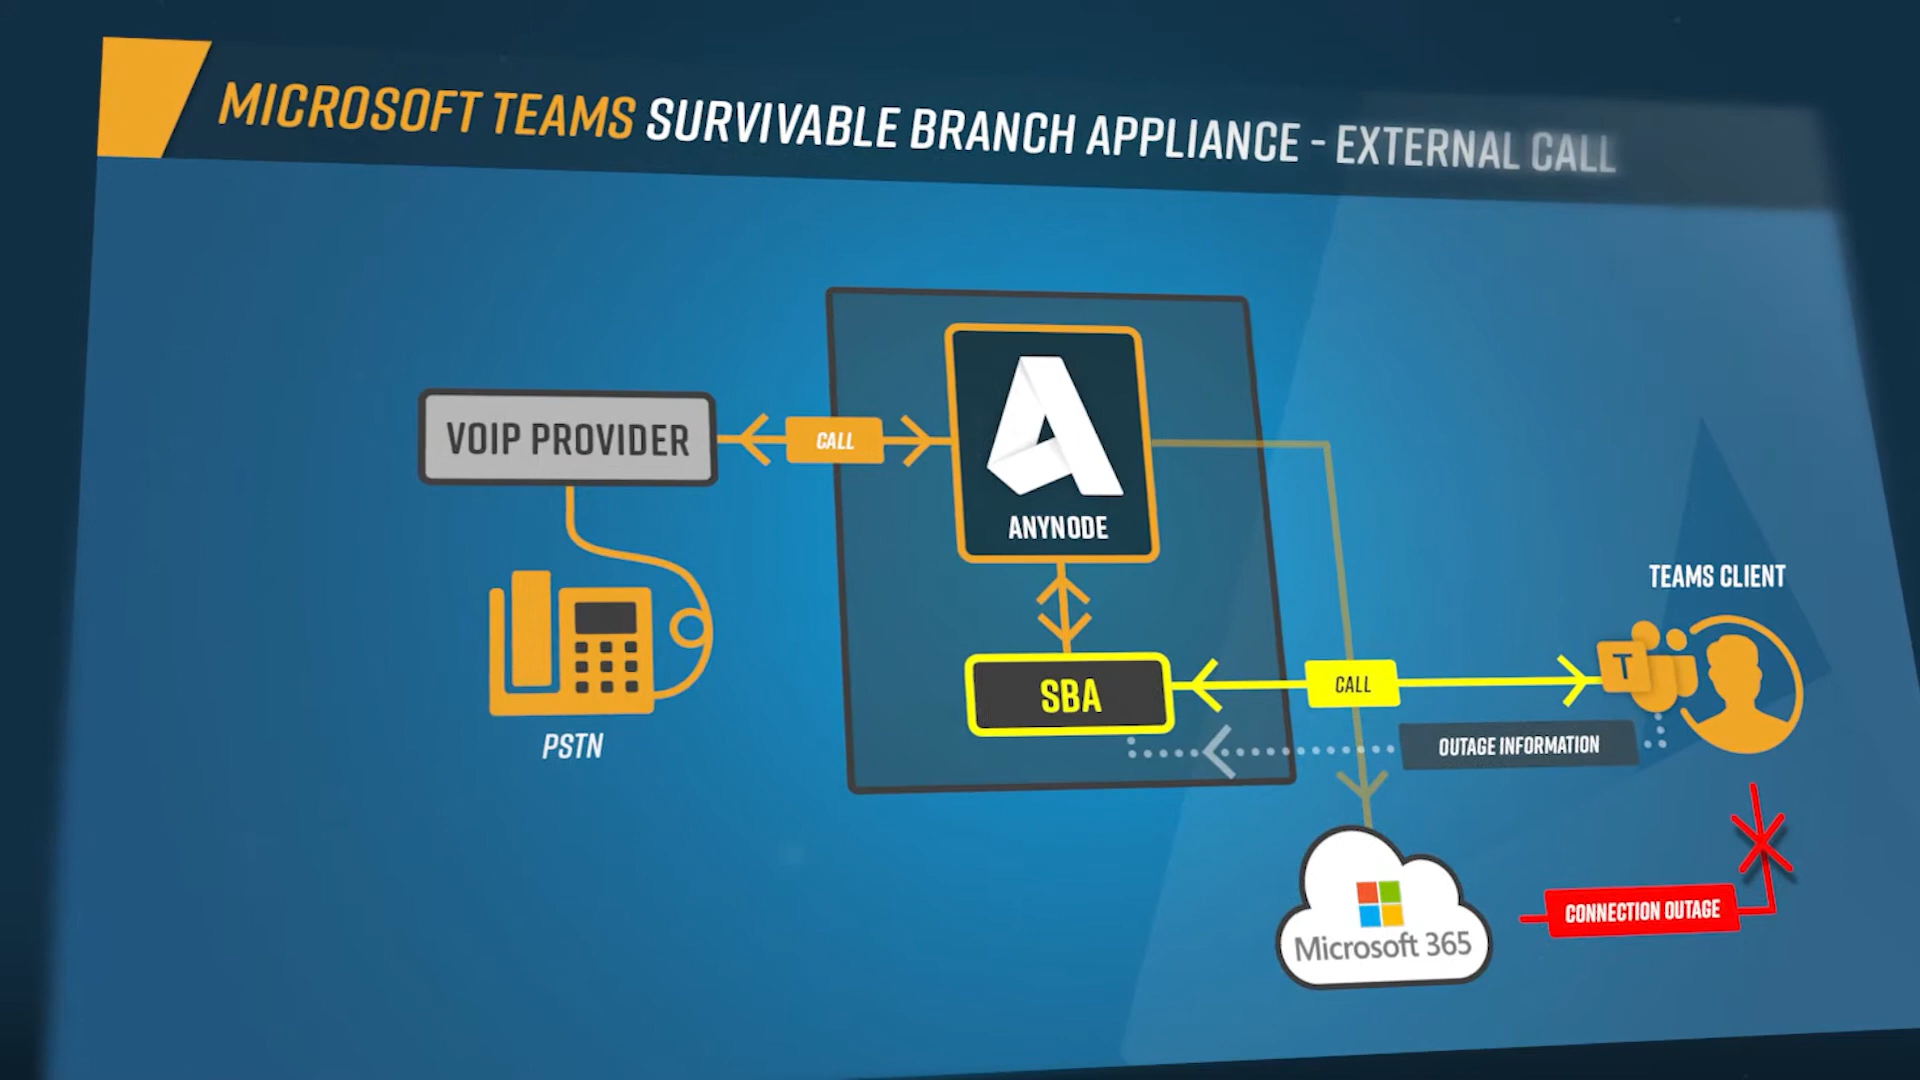 MICROSOFT TEAMS SURVIVABLE BRANCH APPLIANCE - EXTERNAL CALL
VOIP PROVIDER
CALL
ANYNODE
PSTN
SBA
CALL
TEAMS CLIENT
T
OUTAGE INFORMATION
Microsoft 365
CONNECTION OUTAGE